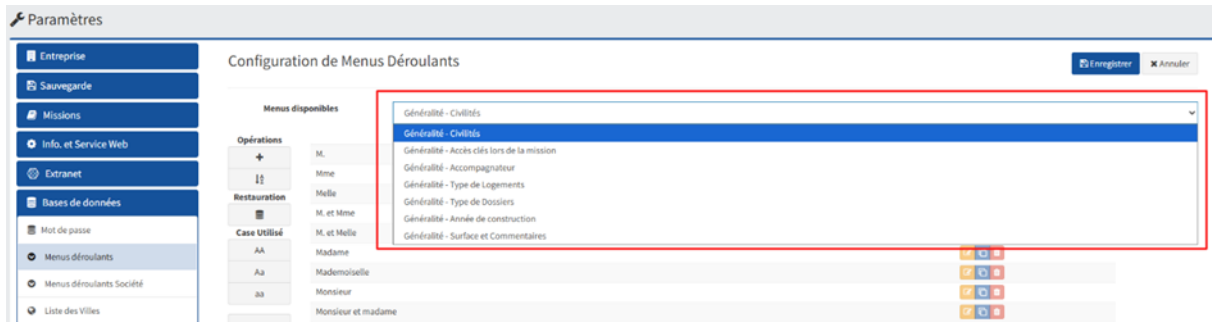 Paramètres
Entreprise
Sauvegarde
Missions
Info. et Service Web
Extranet
Bases de données
Mot de passe
Menus déroulants
Menus déroulants Société
Liste des Villes
Configuration de Menus Déroulants
Enregistrer
Annuler
Menus disponibles
Généralité - Civilités
Généralité - Civilités
Généralité - Accès clés lors de la mission
Généralité - Accompagnateur
Généralité - Type de Logements
Généralité - Type de Dossiers
Généralité - Année de construction
Généralité - Surface et Commentaires
Opérations
Restauration
Case Utilisé
AA
Aa
aa
M.
Mme
Melle
M. et Mme
M. et Melle
Madame
Mademoiselle
Monsieur
Monsieur et madame